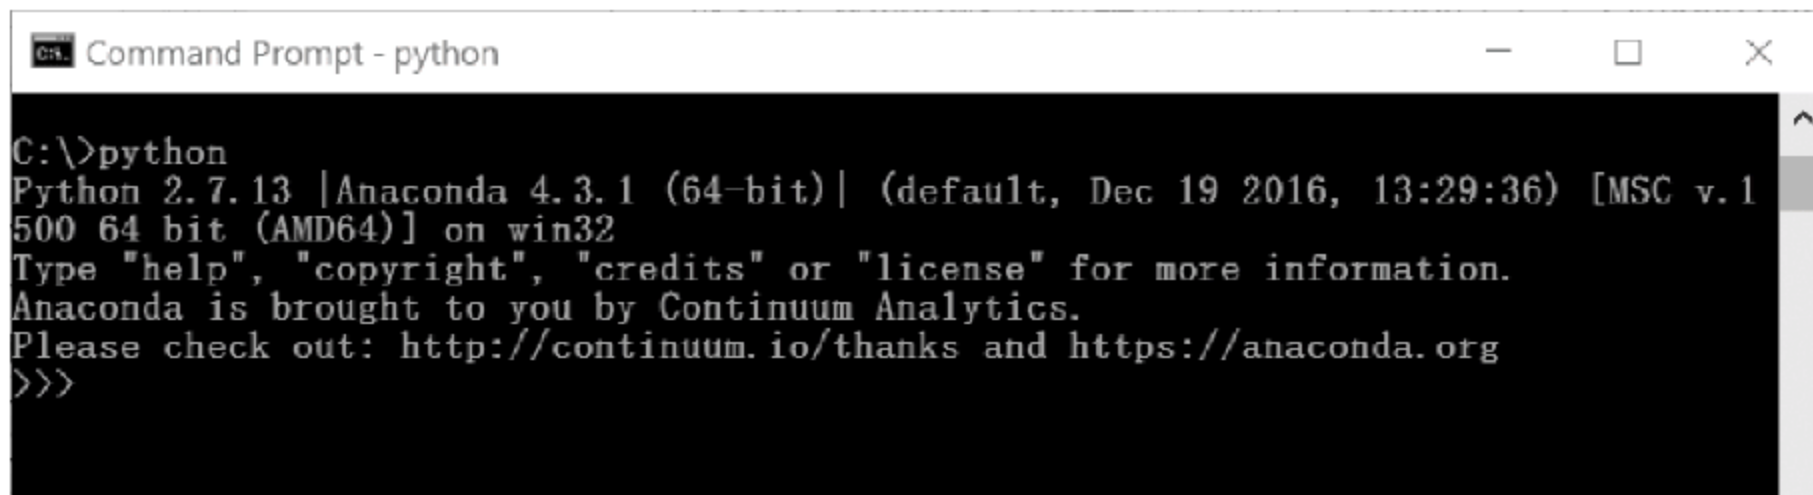 Command Prompt - python
C:\>python
Python 2.7.13 |Anaconda 4.3.1 (64-bit)| (default, Dec 19 2016, 13:29:36) [MSC v.1
500 64 bit (AMD64)] on win32
Type "help", "copyright", "credits" or "license" for more information.
Anaconda is brought to you by Continuum Analytics.
Please check out: http://continuum.io/thanks and https://anaconda.org
>>>